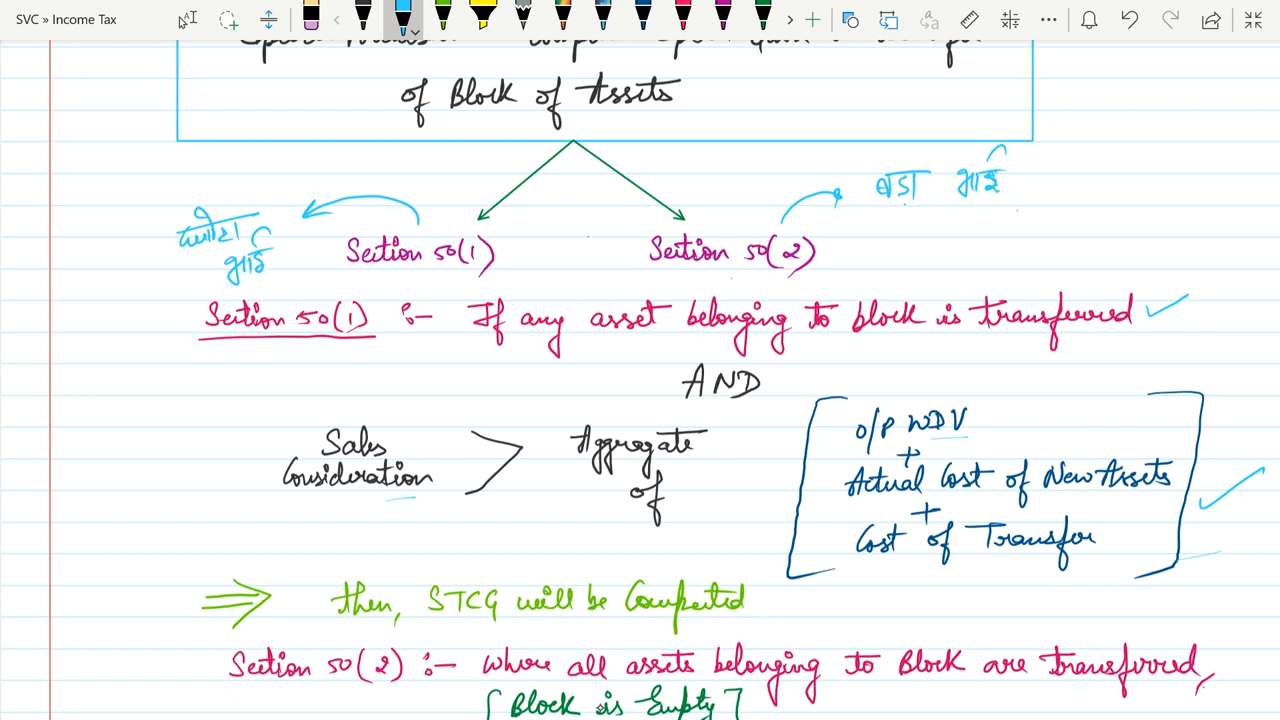 SVC » Income Tax
of Block of Assets
बडा भाई
भाई
Section 50(1) Section 50(2)
Section 50(1) :- If any asset belonging to block is transferred
AND
Sales Consideration > Aggregate of
O/P WDV
+
Actual Cost of New Assets
+
Cost of Transfer
⇒ then, STCG will be Computed
Section 50(2) :- Where all assets belonging to Block are transferred,
[Block is Empty]